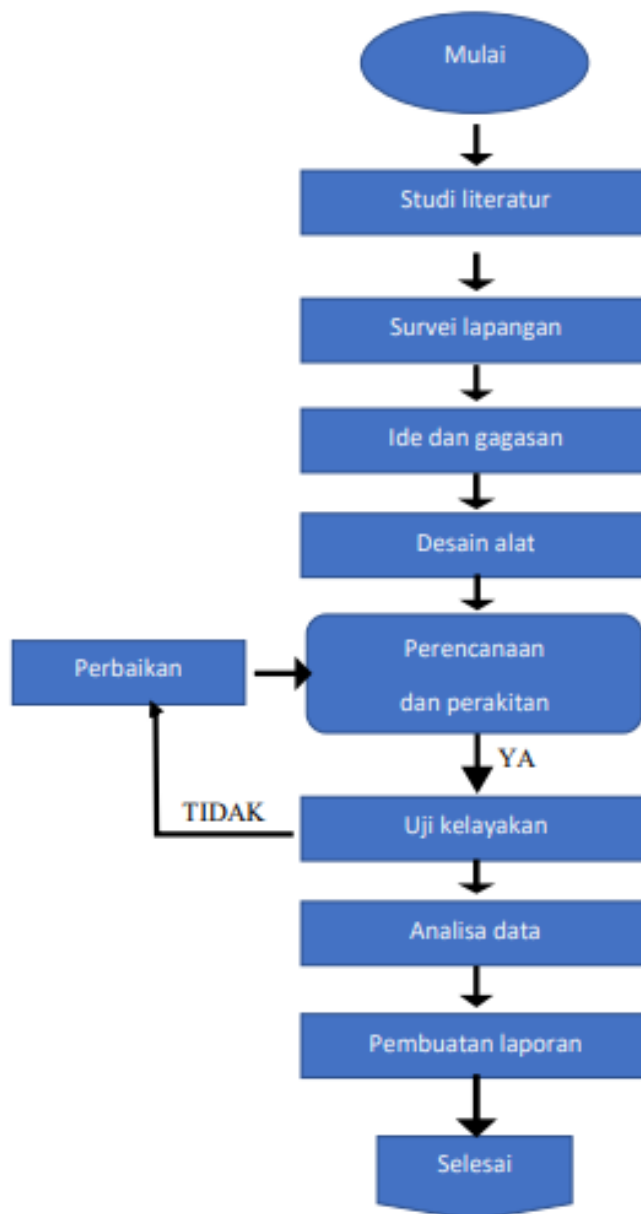 Mulai
Studi literatur
Survei lapangan
Ide dan gagasan
Desain alat
Perbaikan
Perencanaan
dan perakitan
YA
TIDAK
Uji kelayakan
Analisa data
Pembuatan laporan
Selesai